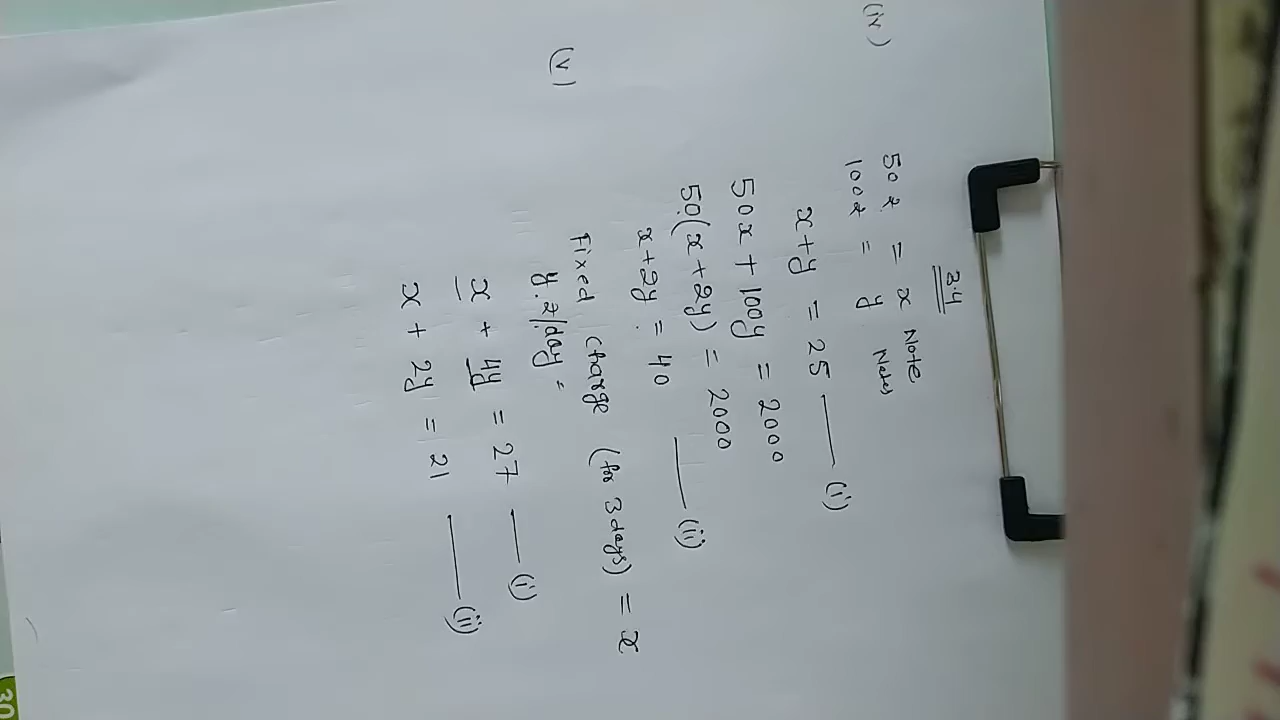 3.4
(iv) 50 ₹ = x Note
100 ₹ = y Notes
x + y = 25 —— (i)
50x + 100y = 2000
50(x + 2y) = 2000
x + 2y = 40 —— (ii)
(v) Fixed charge (for 3 days) = x
y ₹/day =
x + 4y = 27 —— (i)
x + 2y = 21 —— (ii)
30